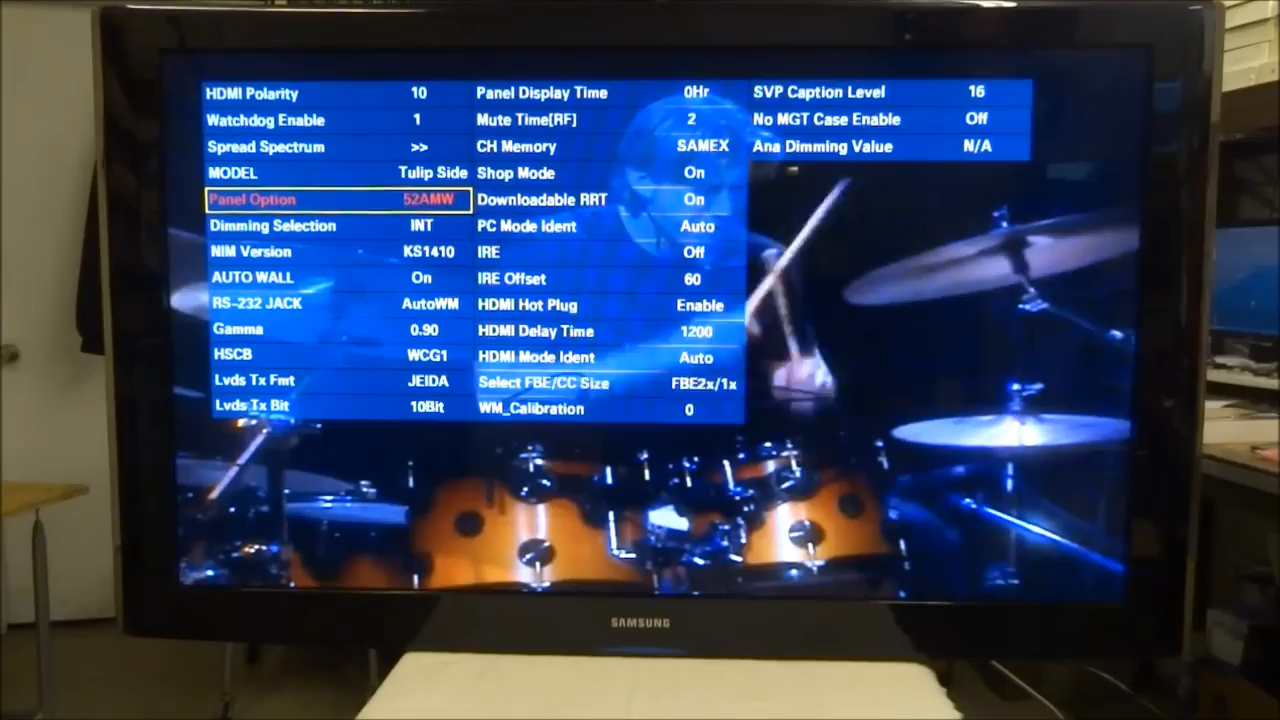 HDMI Polarity 10
Watchdog Enable 1
Spread Spectrum >>
MODEL Tulip Side
Panel Option 52AMW
Dimming Selection INT
NIM Version KS1410
AUTO WALL On
RS-232 JACK AutoWM
Gamma 0.90
HSCB WCG1
Lvds Tx Fmt JEIDA
Lvds Tx Bit 10Bit
Panel Display Time 0Hr
Mute Time[RF] 2
CH Memory SAMEX
Shop Mode On
Downloadable RRT On
PC Mode Ident Auto
IRE Off
IRE Offset 60
HDMI Hot Plug Enable
HDMI Delay Time 1200
HDMI Mode Ident Auto
Select FBE/CC Size FBE2x/1x
WM_Calibration 0
SVP Caption Level 16
No MGT Case Enable Off
Ana Dimming Value N/A
SAMSUNG